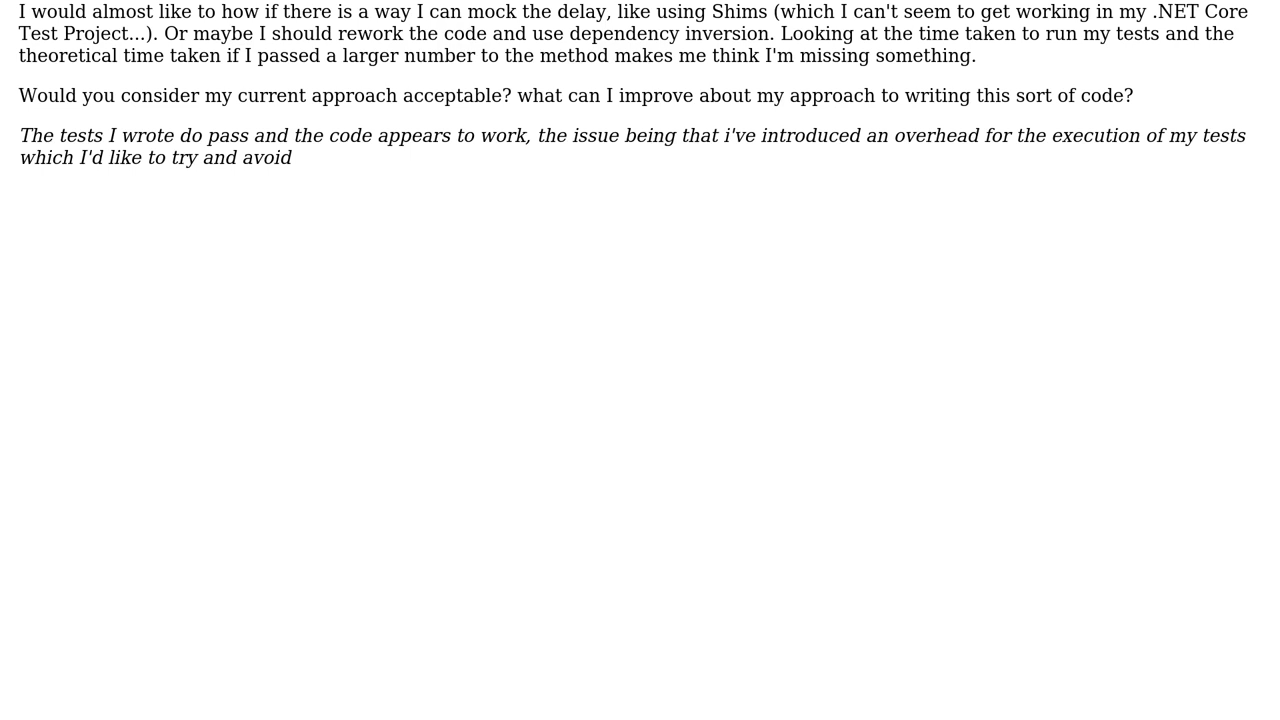 I would almost like to how if there is a way I can mock the delay, like using Shims (which I can't seem to get working in my .NET Core
Test Project...). Or maybe I should rework the code and use dependency inversion. Looking at the time taken to run my tests and the
theoretical time taken if I passed a larger number to the method makes me think I'm missing something.
Would you consider my current approach acceptable? what can I improve about my approach to writing this sort of code?
The tests I wrote do pass and the code appears to work, the issue being that i've introduced an overhead for the execution of my tests
which I'd like to try and avoid